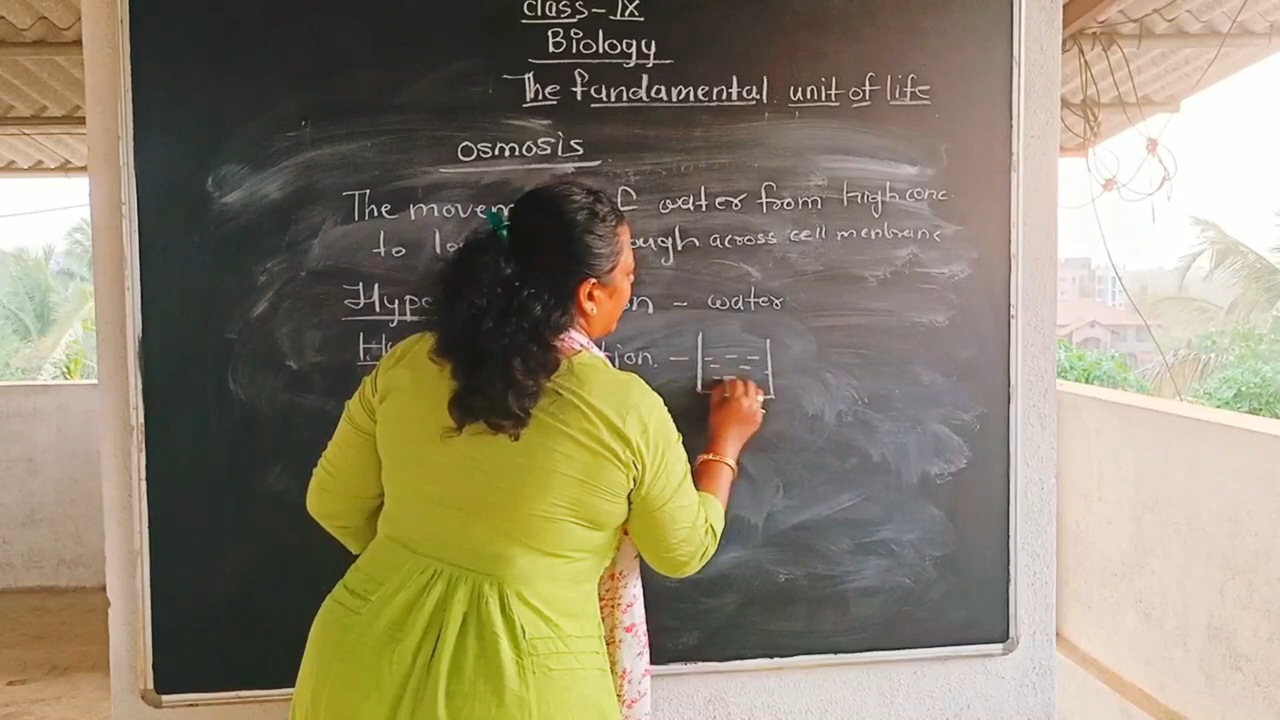 class-IX
Biology
The fundamental unit of life
osmosis
The movem f water from high conc.
to lo ough across cell membrane
Hypo on - water
H tion -